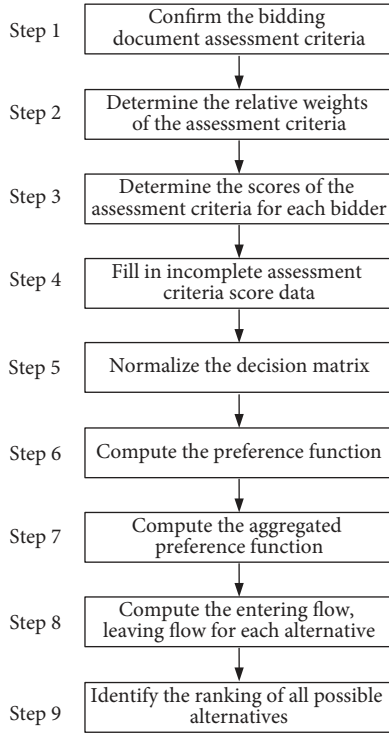 Step 1
Confirm the bidding
document assessment criteria
Step 2
Determine the relative weights
of the assessment criteria
Step 3
Determine the scores of the
assessment criteria for each bidder
Step 4
Fill in incomplete assessment
criteria score data
Step 5
Normalize the decision matrix
Step 6
Compute the preference function
Step 7
Compute the aggregated
preference function
Step 8
Compute the entering flow,
leaving flow for each alternative
Step 9
Identify the ranking of all possible
alternatives